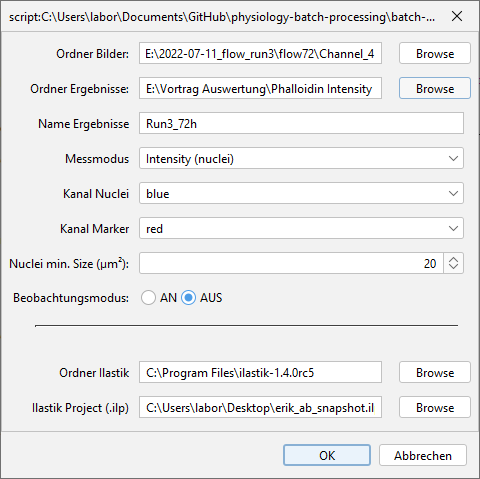 script:C:\Users\labor\Documents\GitHub\physiology-batch-processing\batch-...
Ordner Bilder: E:\2022-07-11_flow_run3\flow72\Channel_4 Browse
Ordner Ergebnisse: E:\Vortrag Auswertung\Phalloidin Intensity Browse
Name Ergebnisse Run3_72h
Messmodus Intensity (nuclei)
Kanal Nuclei blue
Kanal Marker red
Nuclei min. Size (µm²): 20
Beobachtungsmodus: AN AUS
Ordner Ilastik C:\Program Files\ilastik-1.4.0rc5 Browse
Ilastik Project (.ilp) C:\Users\labor\Desktop\erik_ab_snapshot.il Browse
OK Abbrechen